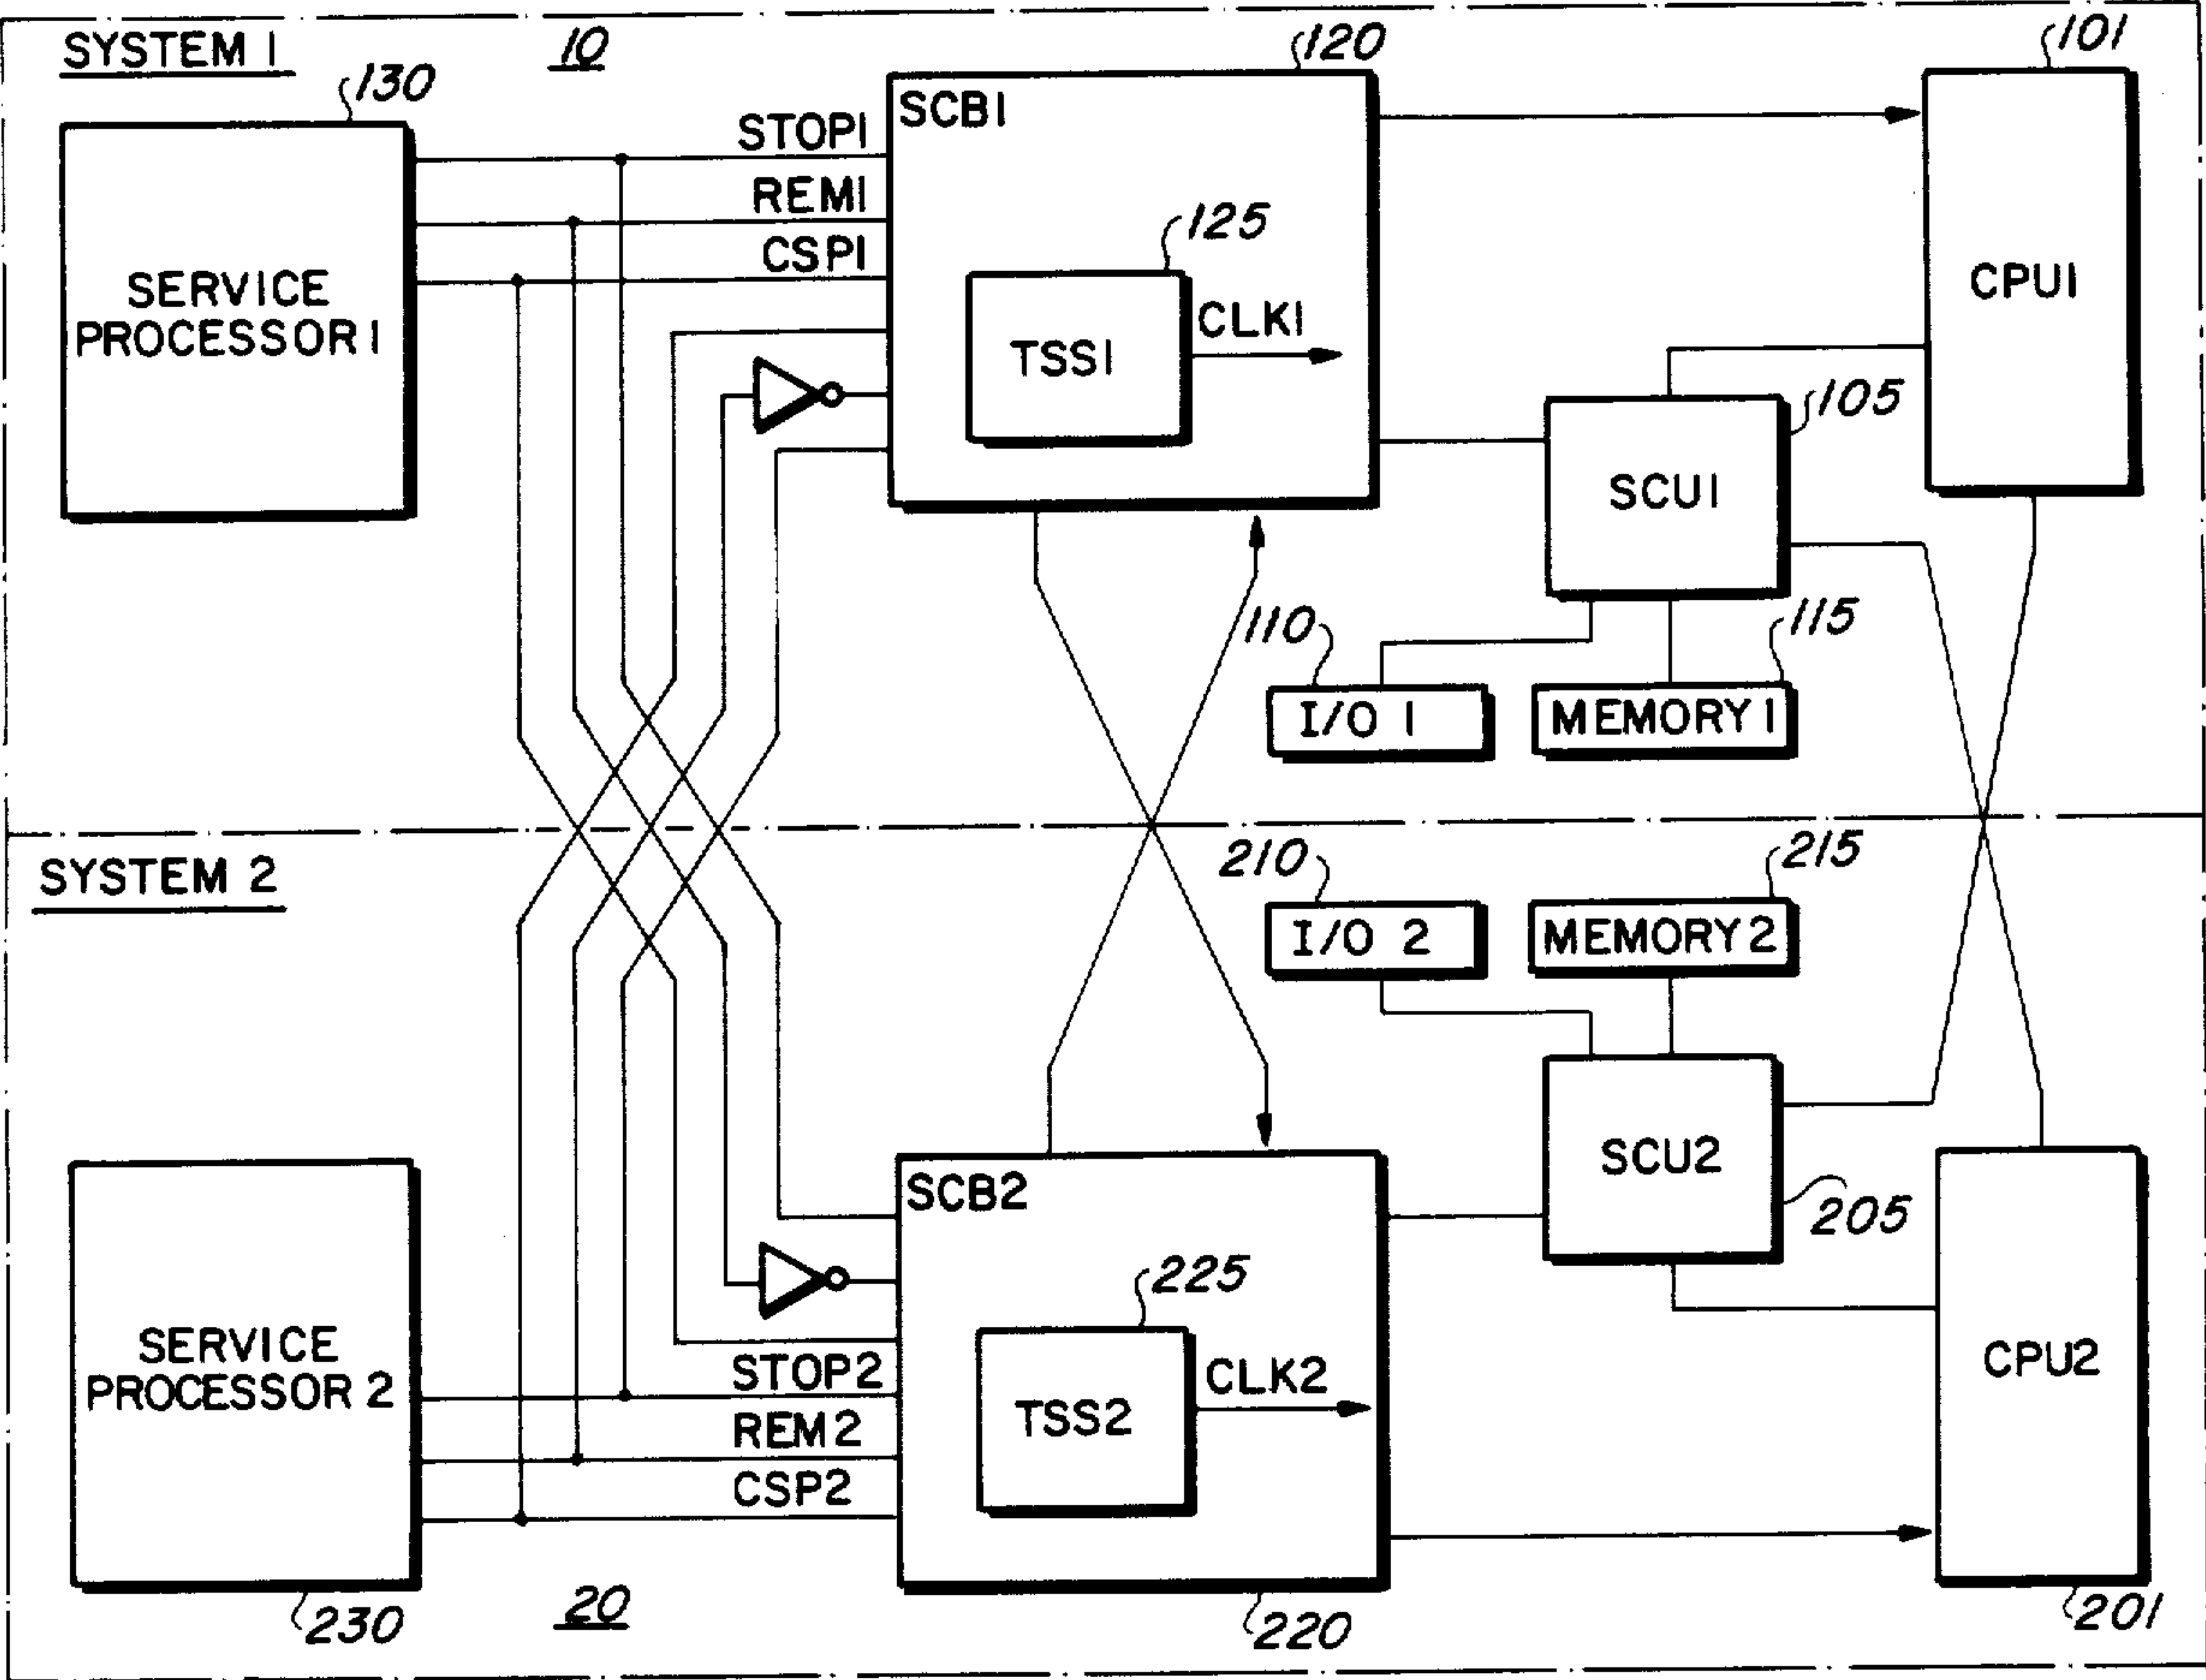 SYSTEM 1
10
120
101
130
SCB1
STOP1
REM1
CSP1
125
SERVICE
PROCESSOR 1
CLK1
TSS1
CPU1
105
SCU1
110
115
I/O 1
MEMORY 1
SYSTEM 2
210
215
I/O 2
MEMORY 2
SCU2
205
SCB2
225
SERVICE
PROCESSOR 2
STOP2
REM2
CSP2
CLK2
TSS2
CPU2
230
20
220
201